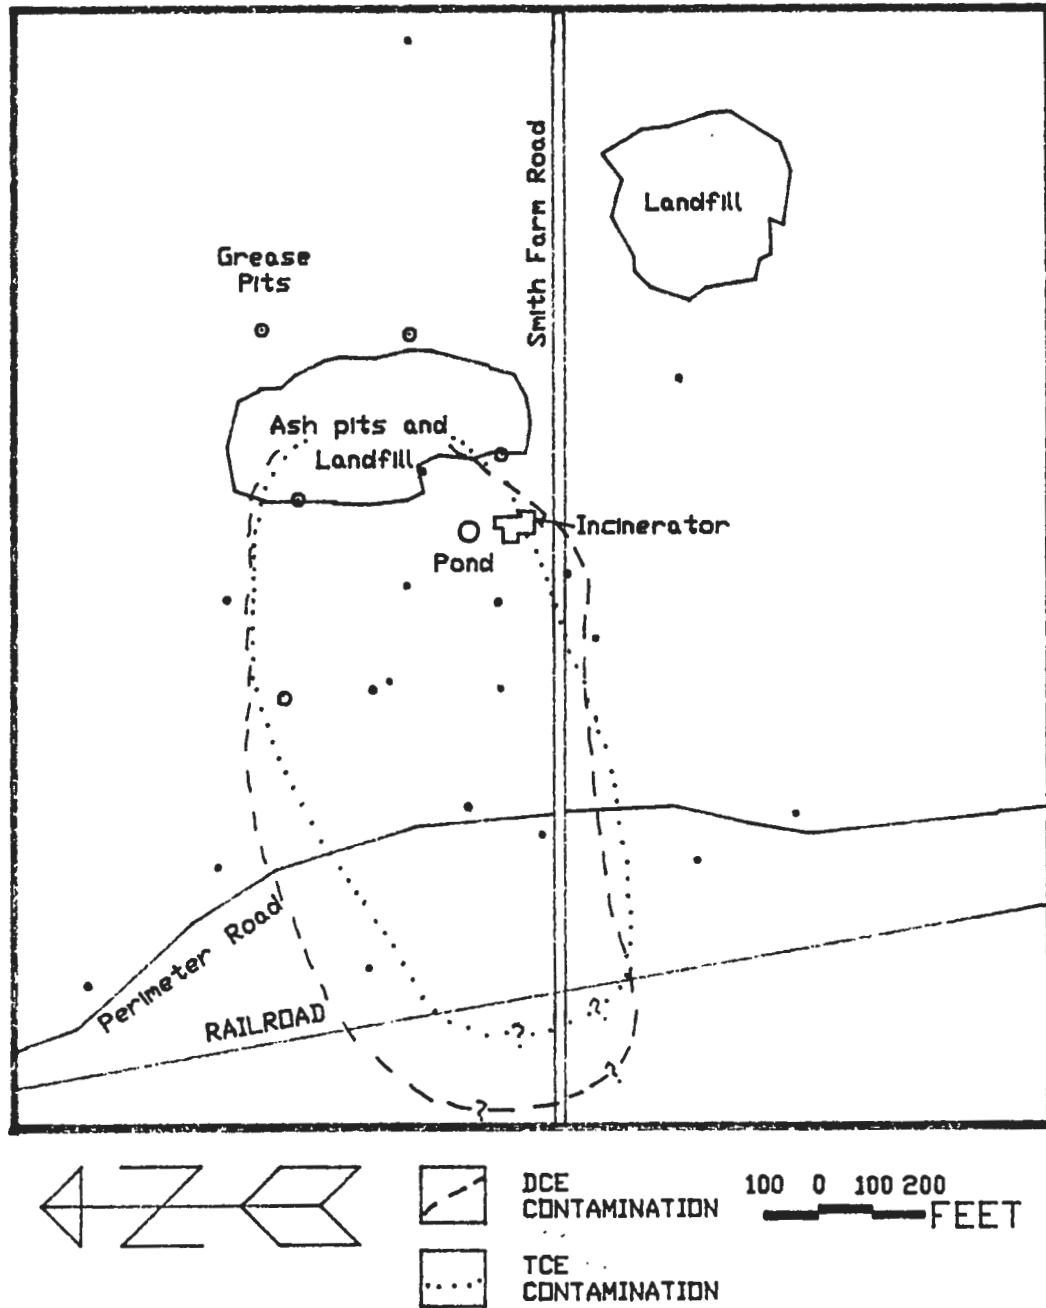 Smith Farm Road
Landfill
Grease
Pits
Ash pits and
Landfill
Incinerator
Pond
Perimeter Road
RAILROAD
?
?
?
?
N
DCE
CONTAMINATION
100 0 100 200
FEET
TCE
CONTAMINATION